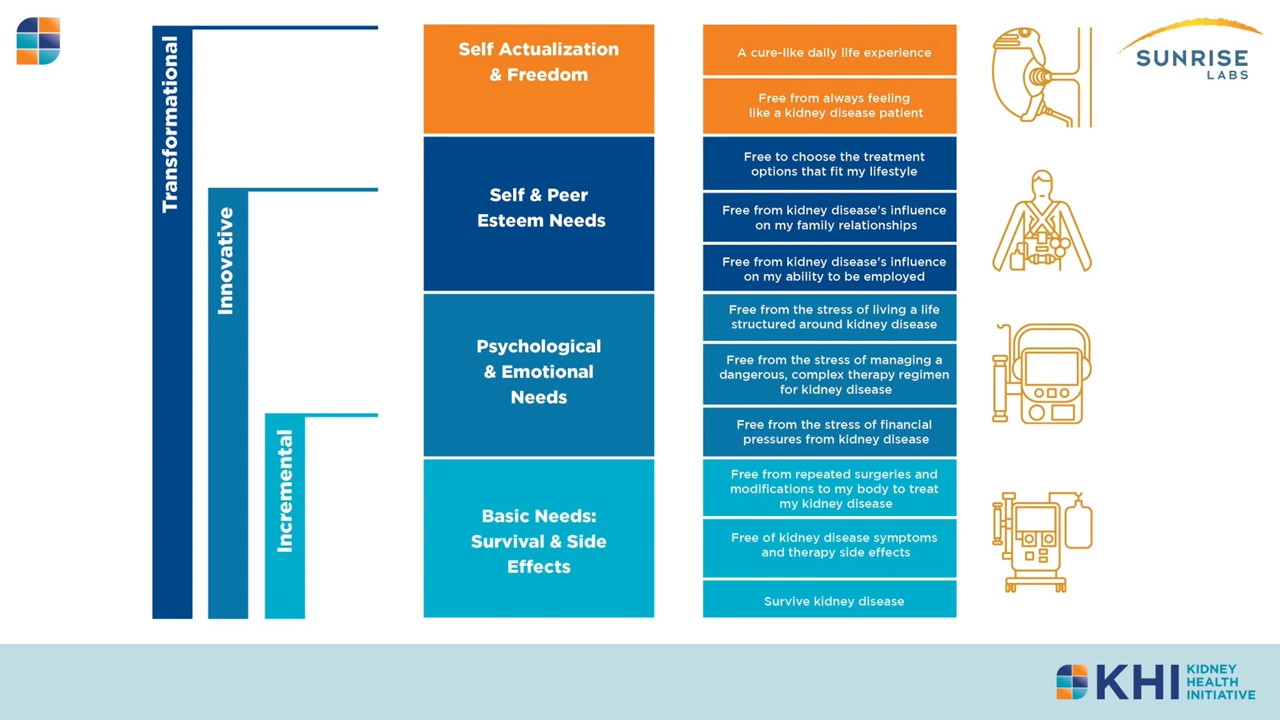 Transformational
Innovative
Incremental
Self Actualization
& Freedom
Self & Peer
Esteem Needs
Psychological
& Emotional
Needs
Basic Needs:
Survival & Side
Effects
A cure-like daily life experience
Free from always feeling
like a kidney disease patient
Free to choose the treatment
options that fit my lifestyle
Free from kidney disease's influence
on my family relationships
Free from kidney disease's influence
on my ability to be employed
Free from the stress of living a life
structured around kidney disease
Free from the stress of managing a
dangerous, complex therapy regimen
for kidney disease
Free from the stress of financial
pressures from kidney disease
Free from repeated surgeries and
modifications to my body to treat
my kidney disease
Free of kidney disease symptoms
and therapy side effects
Survive kidney disease
SUNRISE
LABS
KHI
KIDNEY
HEALTH
INITIATIVE